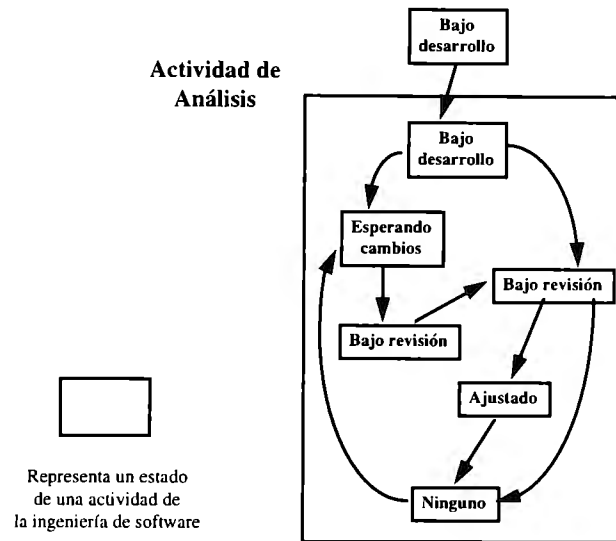 Bajo
desarrollo
Actividad de
Análisis
Bajo
desarrollo
Esperando
cambios
Bajo revisión
Bajo revisión
Ajustado
Ninguno
Representa un estado
de una actividad de
la ingeniería de software